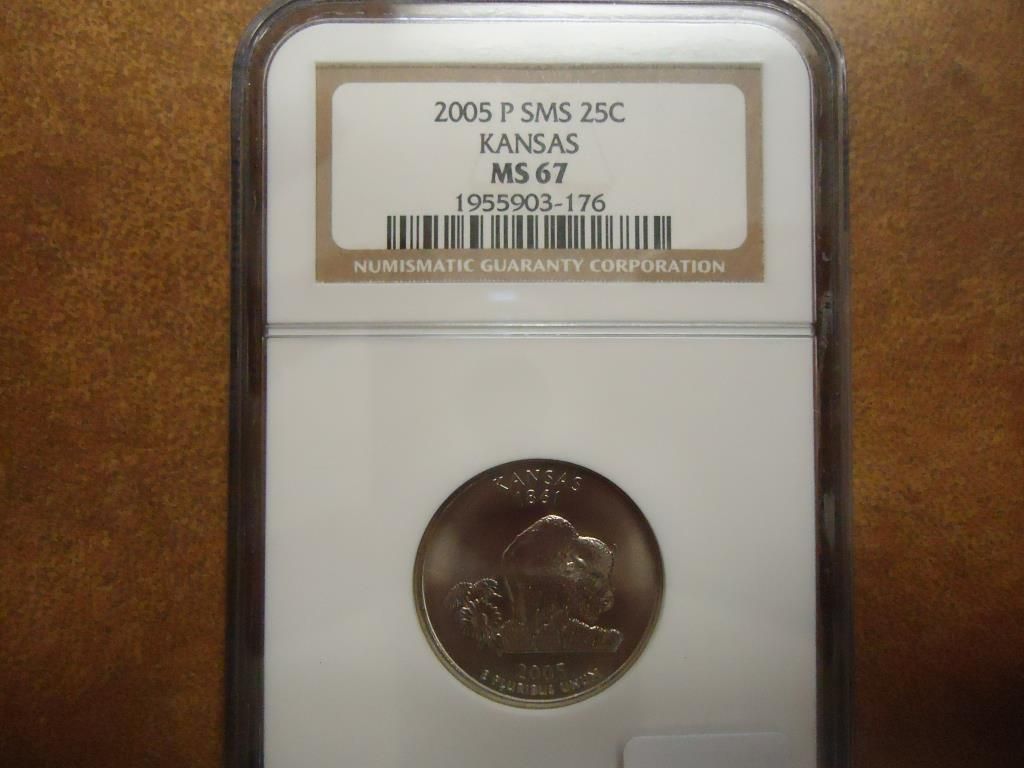 2005 P SMS 25C
KANSAS
MS 67
1955903-176
NUMISMATIC GUARANTY CORPORATION
KANSAS
1861
2005
E PLURIBUS UNUM